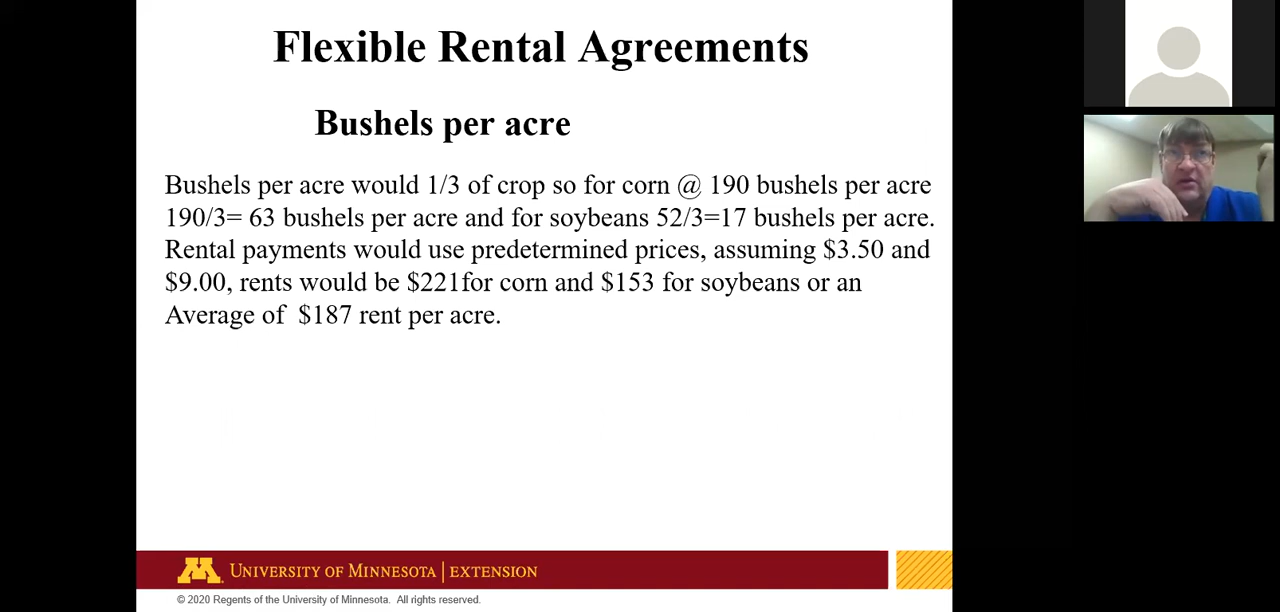 Flexible Rental Agreements
Bushels per acre
Bushels per acre would 1/3 of crop so for corn @ 190 bushels per acre
190/3= 63 bushels per acre and for soybeans 52/3=17 bushels per acre.
Rental payments would use predetermined prices, assuming $3.50 and
$9.00, rents would be $221for corn and $153 for soybeans or an
Average of  $187 rent per acre.
UNIVERSITY OF MINNESOTA | EXTENSION
© 2020 Regents of the University of Minnesota.  All rights reserved.